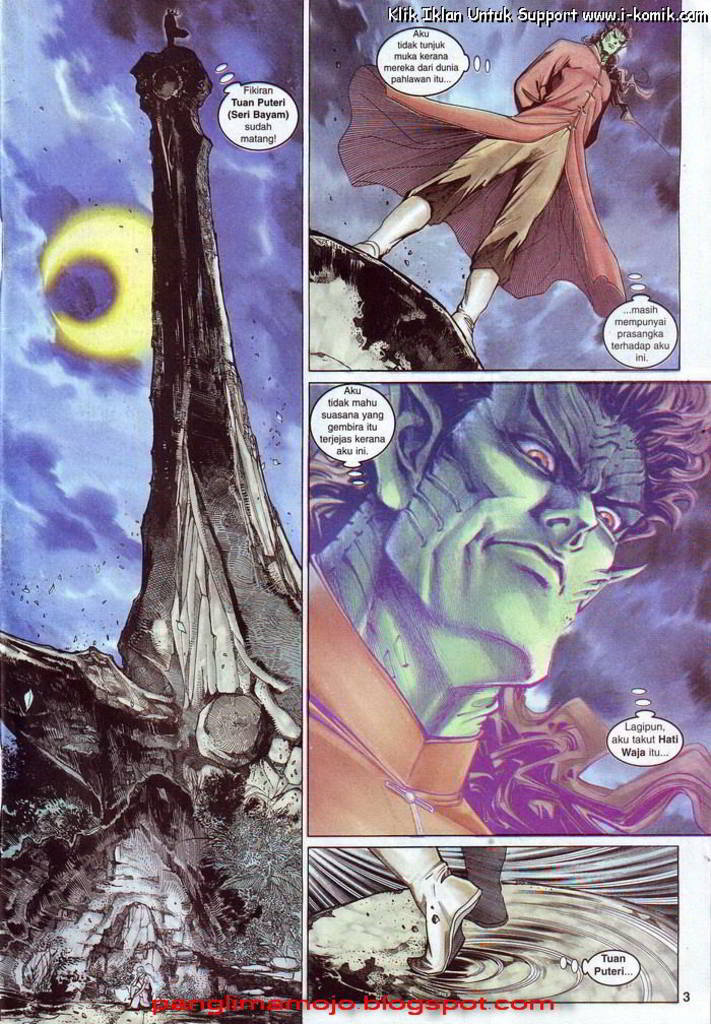 Klik Iklan Untuk Support www.i-komik.com
Fikiran
Tuan Puteri
(Seri Bayam)
sudah
matang!
Aku
tidak tunjuk
muka kerana
mereka dari dunia
pahlawan itu...
...masih
mempunyai
prasangka
terhadap aku
ini.
Aku
tidak mahu
suasana yang
gembira itu
terjejas kerana
aku ini.
Lagipun,
aku takut Hati
Waja itu...
Tuan
Puteri...
3
panglimamojo.blogspot.com